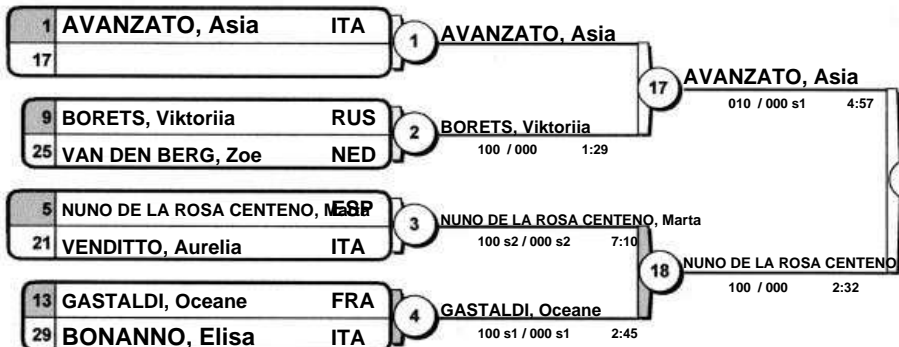 1 AVANZATO, Asia ITA
17
1
AVANZATO, Asia
9 BORETS, Viktoriia RUS
25 VAN DEN BERG, Zoe NED
2
BORETS, Viktoriia
100 / 000 1:29
17
AVANZATO, Asia
010 / 000 s1 4:57
5 NUNO DE LA ROSA CENTENO, Marta ESP
21 VENDITTO, Aurelia ITA
3
NUNO DE LA ROSA CENTENO, Marta
100 s2 / 000 s2 7:10
13 GASTALDI, Oceane FRA
29 BONANNO, Elisa ITA
4
GASTALDI, Oceane
100 s1 / 000 s1 2:45
18
NUNO DE LA ROSA CENTENO
100 / 000 2:32